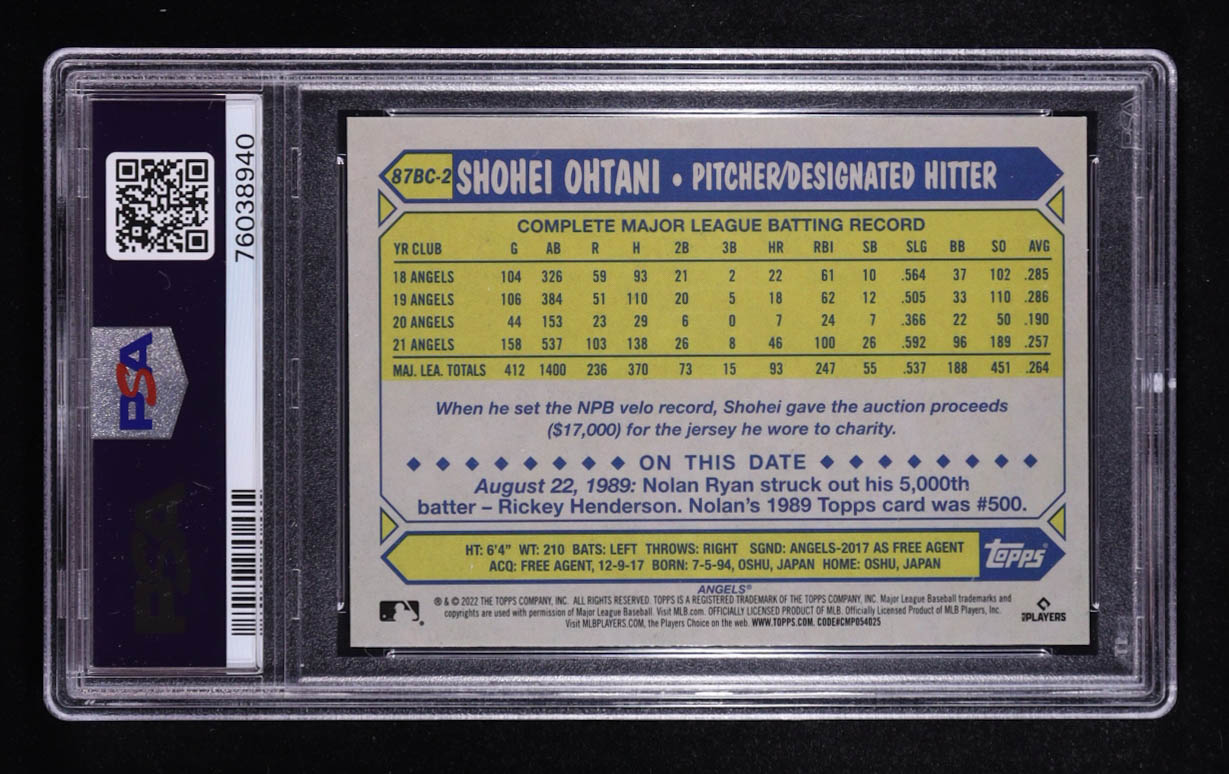 76038940
PSA
87BC-2 SHOHEI OHTANI • PITCHER/DESIGNATED HITTER
COMPLETE MAJOR LEAGUE BATTING RECORD
YR CLUB G AB R H 2B 3B HR RBI SB SLG BB SO AVG
18 ANGELS 104 326 59 93 21 2 22 61 10 .564 37 102 .285
19 ANGELS 106 384 51 110 20 5 18 62 12 .505 33 110 .286
20 ANGELS 44 153 23 29 6 0 7 24 7 .366 22 50 .190
21 ANGELS 158 537 103 138 26 8 46 100 26 .592 96 189 .257
MAJ. LEA. TOTALS 412 1400 236 370 73 15 93 247 55 .537 188 451 .264
When he set the NPB velo record, Shohei gave the auction proceeds
($17,000) for the jersey he wore to charity.
ON THIS DATE
August 22, 1989: Nolan Ryan struck out his 5,000th
batter – Rickey Henderson. Nolan's 1989 Topps card was #500.
HT: 6'4" WT: 210 BATS: LEFT THROWS: RIGHT SGND: ANGELS-2017 AS FREE AGENT
ACQ: FREE AGENT, 12-9-17 BORN: 7-5-94, OSHU, JAPAN HOME: OSHU, JAPAN
Topps
ANGELS®
® & © 2022 THE TOPPS COMPANY, INC. ALL RIGHTS RESERVED. TOPPS IS A REGISTERED TRADEMARK OF THE TOPPS COMPANY, INC. Major League Baseball trademarks and
copyrights are used with permission of Major League Baseball. Visit MLB.com. OFFICIALLY LICENSED PRODUCT OF MLB. Officially Licensed Product of MLB Players, Inc.
Visit MLBPLAYERS.COM, the Players Choice on the web. WWW.TOPPS.COM. CODE#CMP054025
MLBPLAYERS
PSA